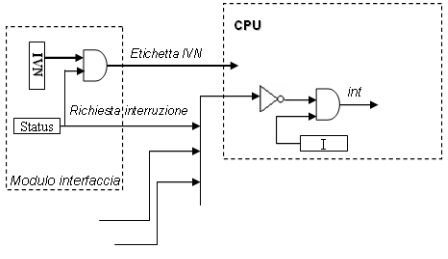 CPU
IVN
Etichetta IVN
int
Richiesta interruzione
Status
I
Modulo interfaccia